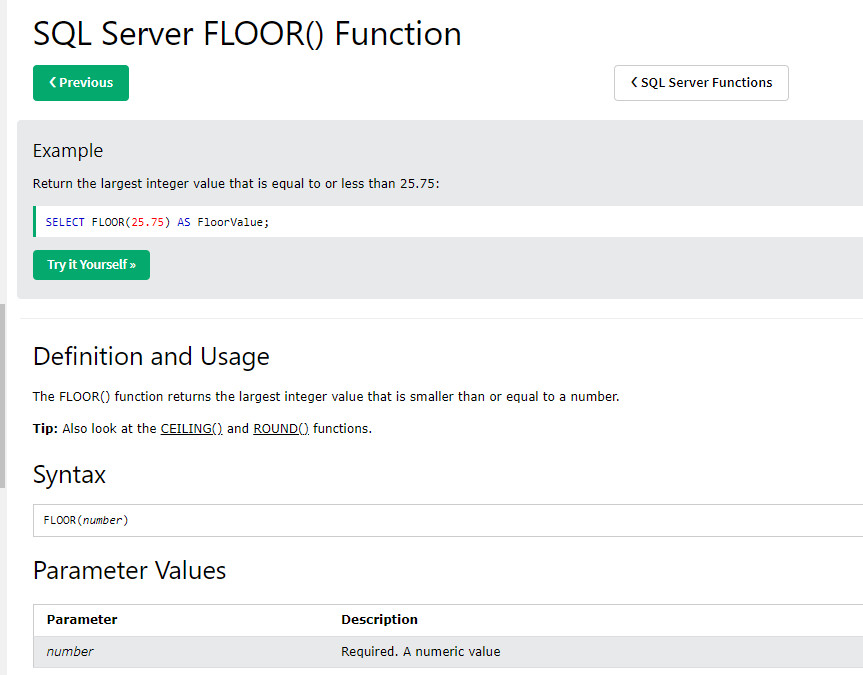 SQL Server FLOOR() Function
❮ Previous
❮ SQL Server Functions
Example
Return the largest integer value that is equal to or less than 25.75:
SELECT FLOOR(25.75) AS FloorValue;
Try it Yourself »
Definition and Usage
The FLOOR() function returns the largest integer value that is smaller than or equal to a number.
Tip: Also look at the CEILING() and ROUND() functions.
Syntax
FLOOR(number)
Parameter Values
Parameter Description
number Required. A numeric value